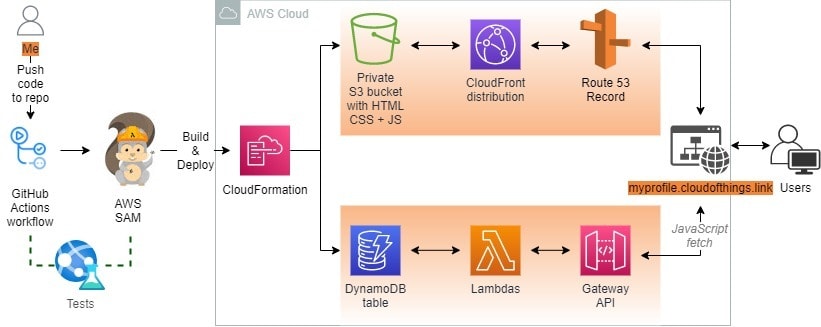 AWS Cloud
Me
Push
code
to repo
GitHub
Actions
workflow
AWS
SAM
Tests
Build
&
Deploy
CloudFormation
Private
S3 bucket
with HTML
CSS + JS
CloudFront
distribution
Route 53
Record
myprofile.cloudofthings.link
Users
JavaScript
fetch
DynamoDB
table
Lambdas
Gateway
API